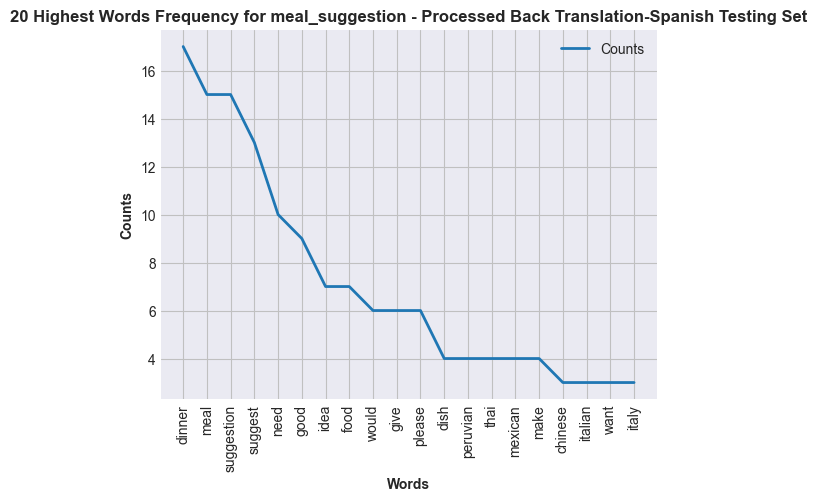 20 Highest Words Frequency for meal_suggestion - Processed Back Translation-Spanish Testing Set
Counts
16
14
12
10
8
6
4
Counts
dinner
meal
suggestion
suggest
need
good
idea
food
would
give
please
dish
peruvian
thai
mexican
make
chinese
italian
want
italy
Words